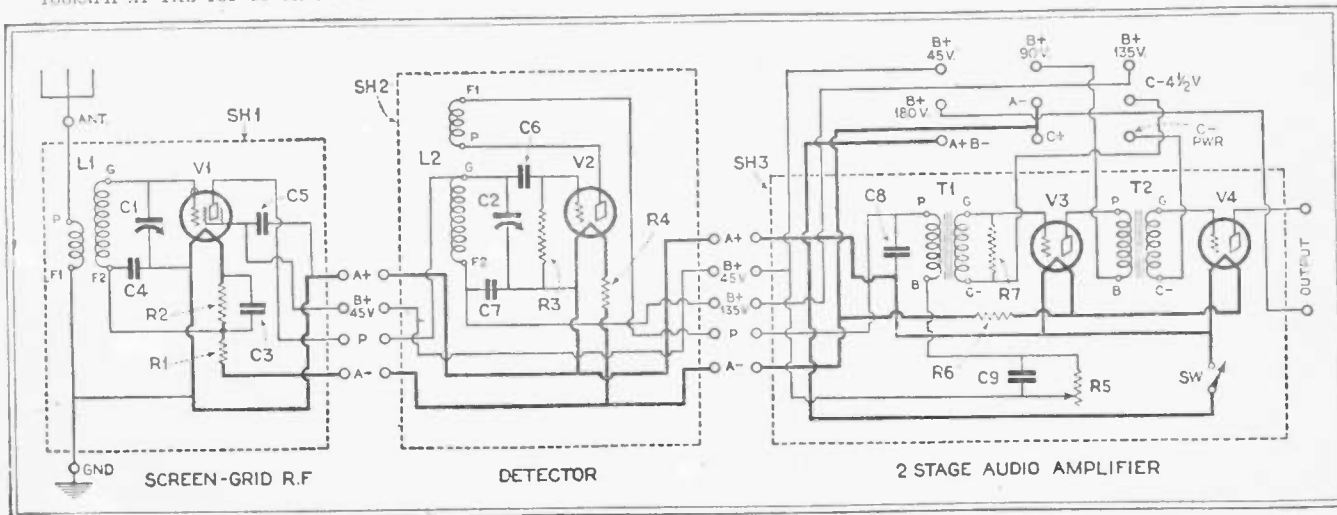 B+
45V.
B+
90V.
B+
135V.
C-4½V
B+
180V.
A-
C+
A+B-
C-
PWR
ANT.
SH1
L1
G
V1
C5
C1
P
F1
F2
C4
R2
C3
R1
GND
SCREEN-GRID R.F
A+
B+
45V
P
A-
SH2
F1
P
C6
L2
G
V2
C2
R4
F2
C7
R3
DETECTOR
A+
B+
45V
B+
135V.
P
A-
SH3
C8
P
T1
G
V3
P
T2
G
V4
R7
B
C-
B
C-
R6
C9
R5
SW
OUTPUT
2 STAGE AUDIO AMPLIFIER